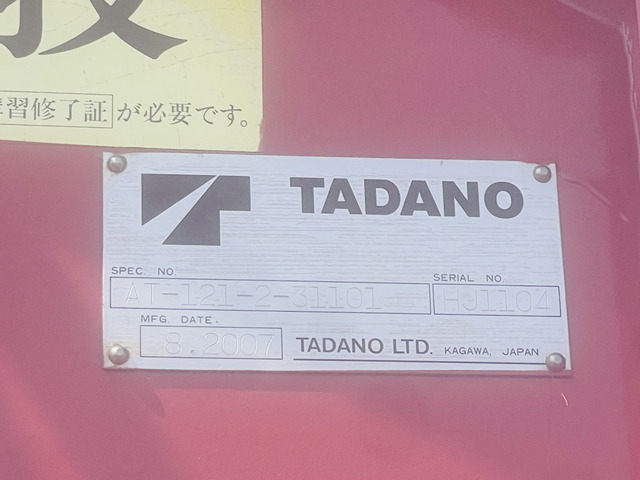 習修了証が必要です。
TADANO
SPEC. NO.
AT-121-2-31101
SERIAL NO.
HJ1104
MFG. DATE.
8.2007
TADANO LTD. KAGAWA, JAPAN